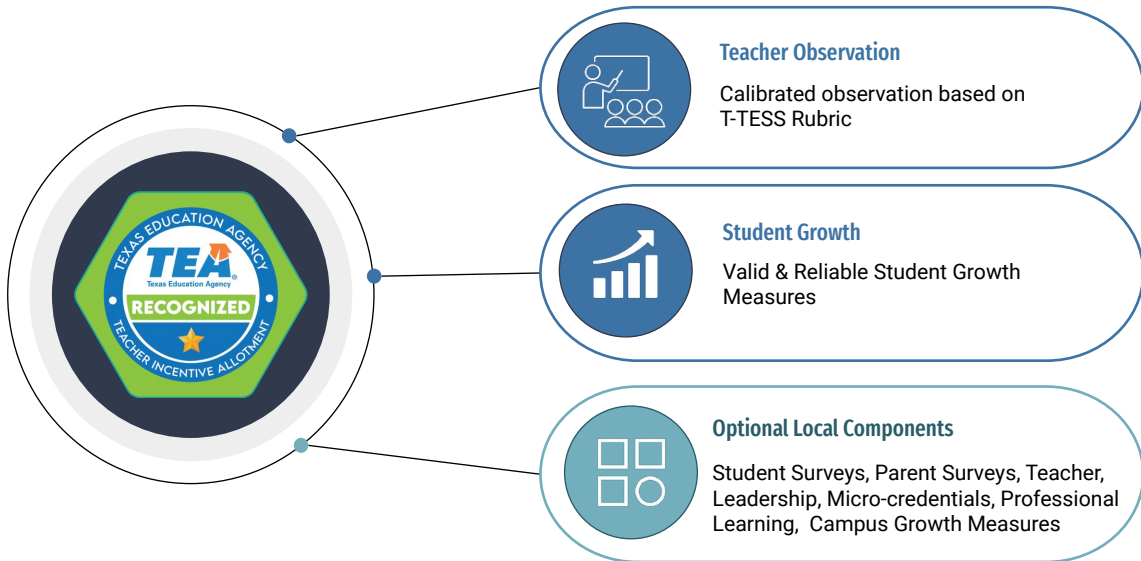 TEXAS EDUCATION AGENCY
TEA®
Texas Education Agency
RECOGNIZED
TEACHER INCENTIVE ALLOTMENT
Teacher Observation
Calibrated observation based on
T-TESS Rubric
Student Growth
Valid & Reliable Student Growth
Measures
Optional Local Components
Student Surveys, Parent Surveys, Teacher,
Leadership, Micro-credentials, Professional
Learning,  Campus Growth Measures